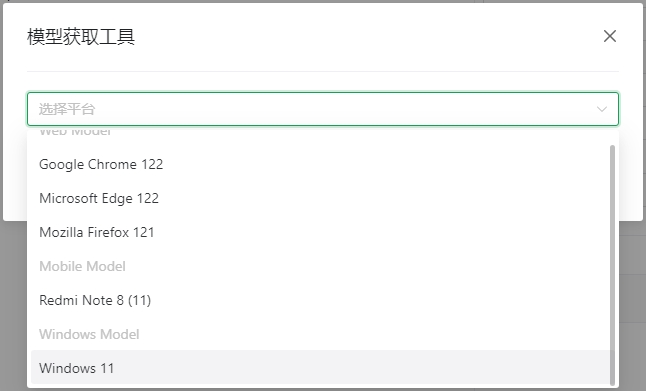 模型获取工具
选择平台
Web Model
Google Chrome 122
Microsoft Edge 122
Mozilla Firefox 121
Mobile Model
Redmi Note 8 (11)
Windows Model
Windows 11